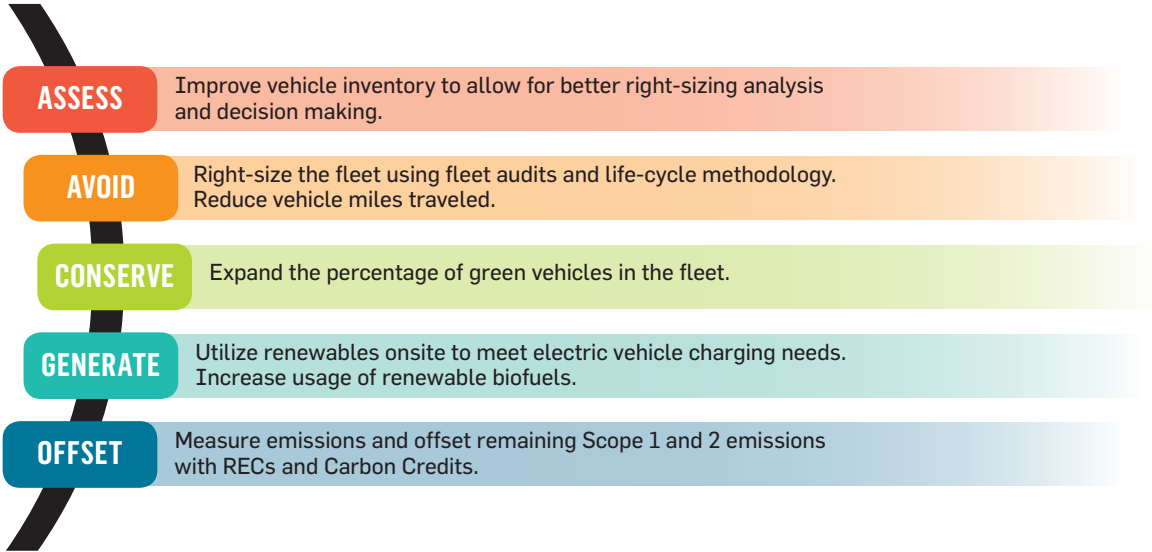 ASSESS
Improve vehicle inventory to allow for better right-sizing analysis
and decision making.
AVOID
Right-size the fleet using fleet audits and life-cycle methodology.
Reduce vehicle miles traveled.
CONSERVE
Expand the percentage of green vehicles in the fleet.
GENERATE
Utilize renewables onsite to meet electric vehicle charging needs.
Increase usage of renewable biofuels.
OFFSET
Measure emissions and offset remaining Scope 1 and 2 emissions
with RECs and Carbon Credits.